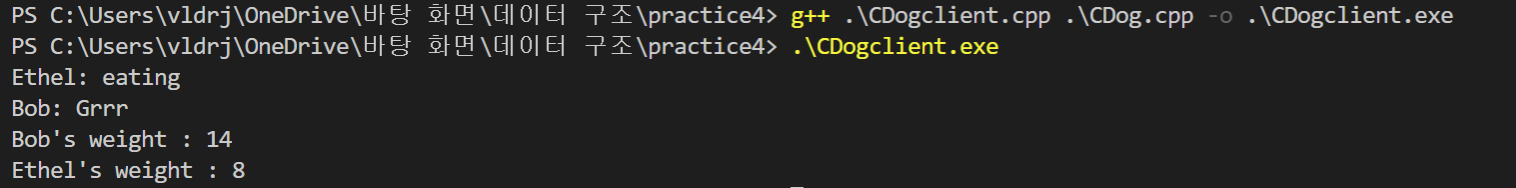 PS C:\Users\vldrj\OneDrive\바탕 화면\데이터 구조\practice4> g++ .\CDogclient.cpp .\CDog.cpp -o .\CDogclient.exe
PS C:\Users\vldrj\OneDrive\바탕 화면\데이터 구조\practice4> .\CDogclient.exe
Ethel: eating
Bob: Grrr
Bob's weight : 14
Ethel's weight : 8